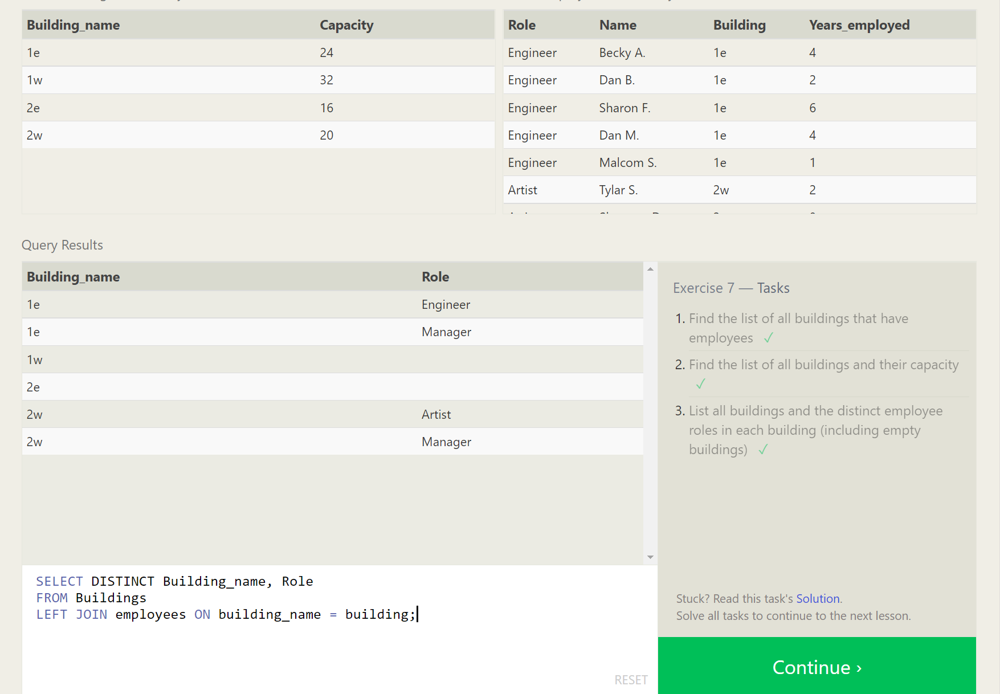 Building_name Capacity
1e 24
1w 32
2e 16
2w 20
Role Name Building Years_employed
Engineer Becky A. 1e 4
Engineer Dan B. 1e 2
Engineer Sharon F. 1e 6
Engineer Dan M. 1e 4
Engineer Malcom S. 1e 1
Artist Tylar S. 2w 2
Query Results
Building_name Role
1e Engineer
1e Manager
1w
2e
2w Artist
2w Manager
Exercise 7 — Tasks
1. Find the list of all buildings that have
employees ✓
2. Find the list of all buildings and their capacity
✓
3. List all buildings and the distinct employee
roles in each building (including empty
buildings) ✓
Stuck? Read this task's Solution.
Solve all tasks to continue to the next lesson.
Continue ›
SELECT DISTINCT Building_name, Role
FROM Buildings
LEFT JOIN employees ON building_name = building;
RESET